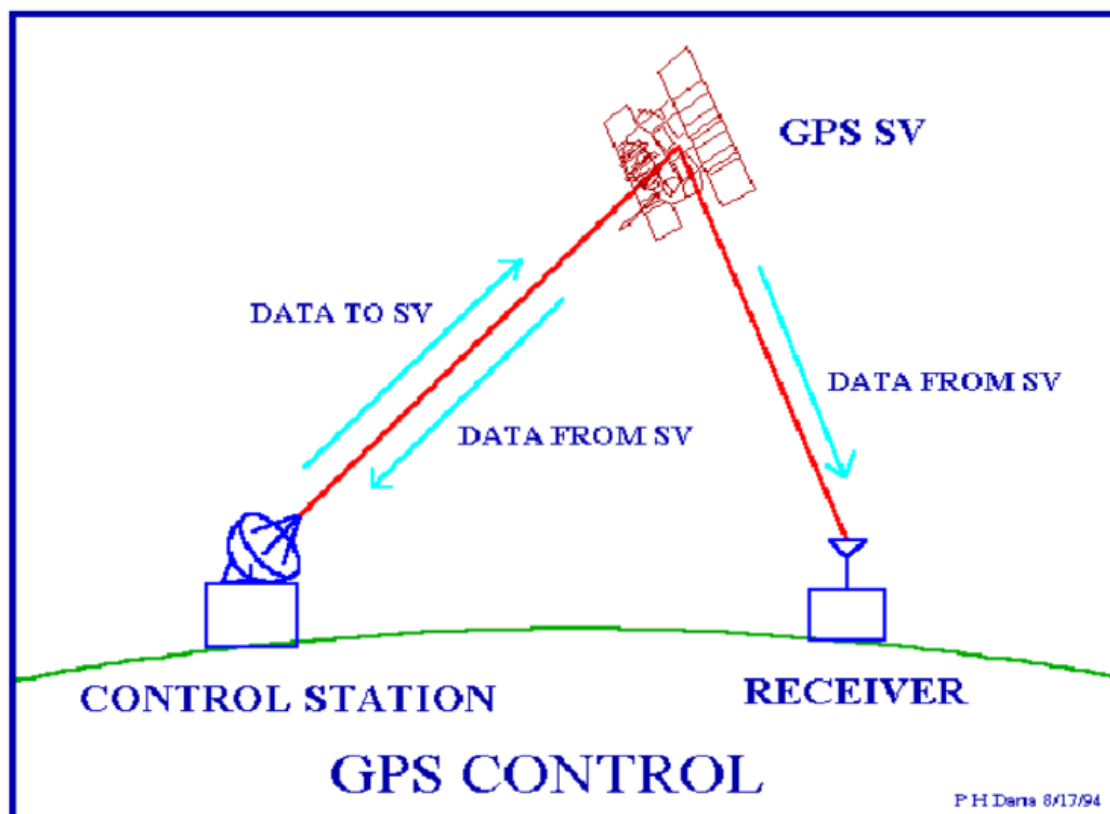 GPS SV
DATA TO SV
DATA FROM SV
DATA FROM SV
CONTROL STATION
RECEIVER
GPS CONTROL
P H Dana 8/17/94